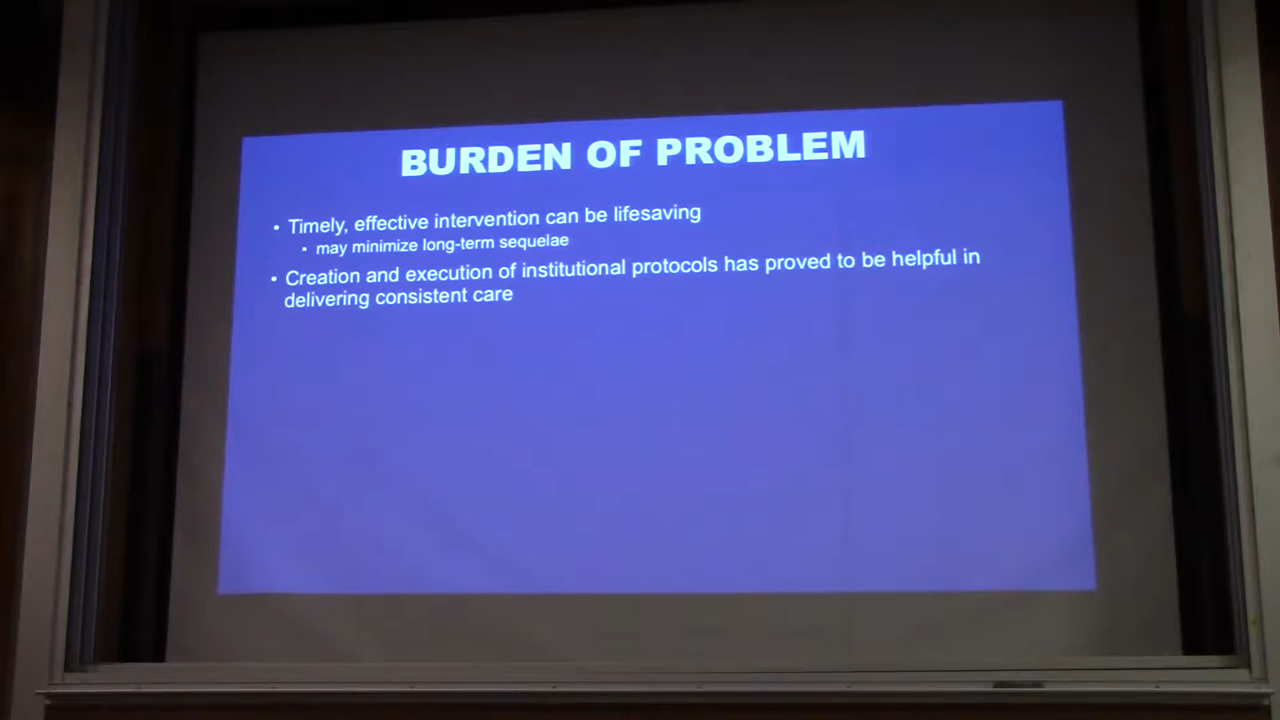 BURDEN OF PROBLEM
• Timely, effective intervention can be lifesaving
• may minimize long-term sequelae
• Creation and execution of institutional protocols has proved to be helpful in
delivering consistent care